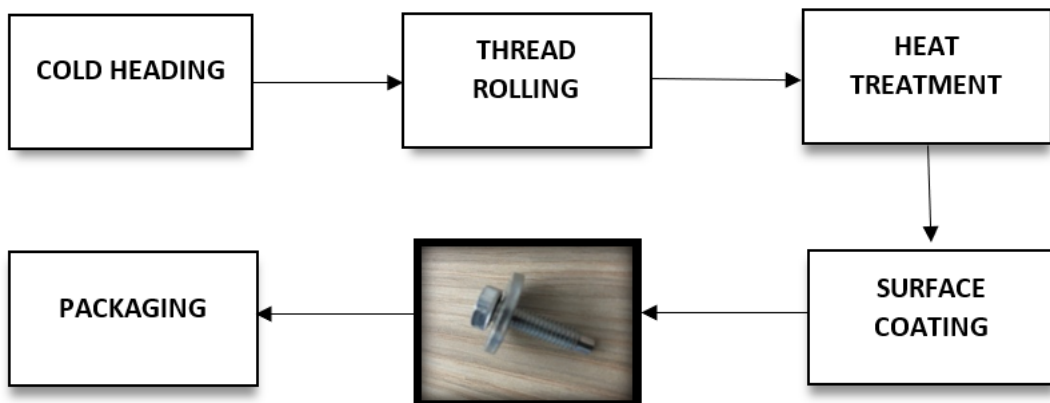 COLD HEADING
THREAD
ROLLING
HEAT
TREATMENT
SURFACE
COATING
PACKAGING